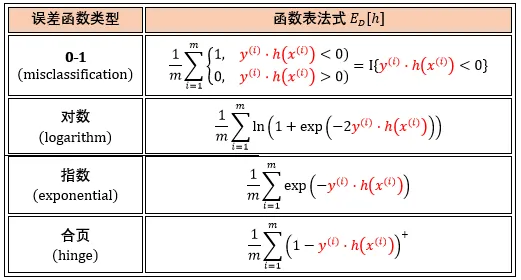 误差函数类型 函数表达式 E_D[h]
0-1
(misclassification)
\frac{1}{m}\sum_{i=1}^{m}\begin{cases}1, & y^{(i)}\cdot h(x^{(i)})<0)\\0, & y^{(i)}\cdot h(x^{(i)})>0)\end{cases}=\mathrm{I}\{y^{(i)}\cdot h(x^{(i)})<0\}
对数
(logarithm)
\frac{1}{m}\sum_{i=1}^{m}\ln\left(1+\exp\left(-2y^{(i)}\cdot h(x^{(i)})\right)\right)
指数
(exponential)
\frac{1}{m}\sum_{i=1}^{m}\exp\left(-y^{(i)}\cdot h(x^{(i)})\right)
合页
(hinge)
\frac{1}{m}\sum_{i=1}^{m}\left(1-y^{(i)}\cdot h(x^{(i)})\right)^{+}